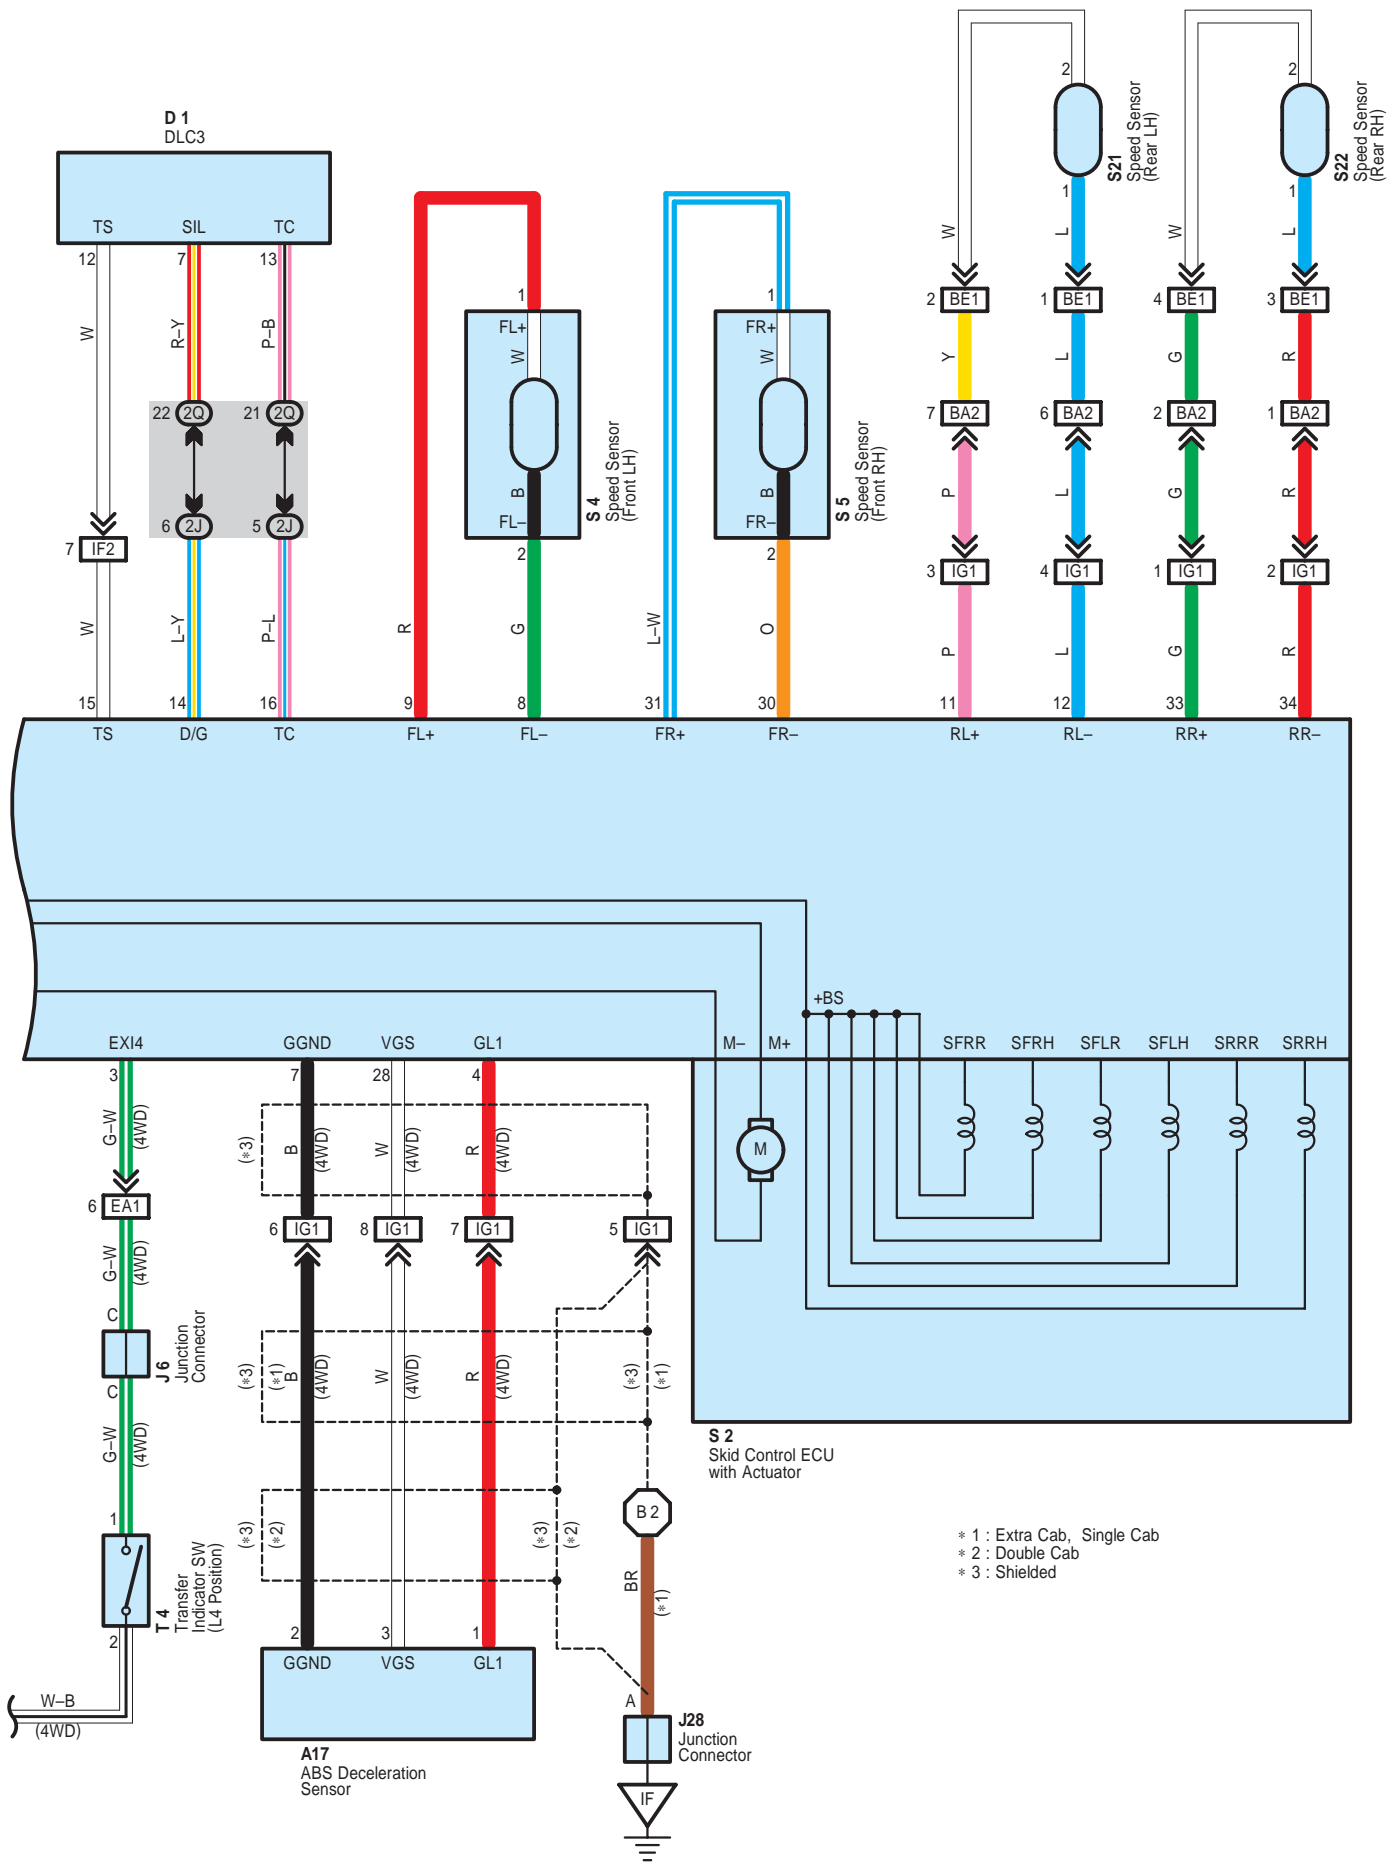 D 1
DLC3
TS SIL TC
12 7 13
W R–Y P–B
22 2Q 21 2Q
6 2J 5 2J
7 IF2
W L–Y P–L
15 14 16
TS D/G TC
1
FL+
W
B
FL–
2
S 4
Speed Sensor
(Front LH)
R G
9 8
FL+ FL–
1
FR+
W
B
FR–
2
S 5
Speed Sensor
(Front RH)
L–W O
31 30
FR+ FR–
2
S21
Speed Sensor
(Rear LH)
1
2
S22
Speed Sensor
(Rear RH)
1
W L W L
2 BE1 1 BE1 4 BE1 3 BE1
Y L G R
7 BA2 6 BA2 2 BA2 1 BA2
P L G R
3 IG1 4 IG1 1 IG1 2 IG1
P L G R
11 12 33 34
RL+ RL– RR+ RR–
+BS
EXI4 GGND VGS GL1 M– M+ SFRR SFRH SFLR SFLH SRRR SRRH
3 7 28 4
G–W (4WD)
(*3) B (4WD) W (4WD) R (4WD)
M
6 EA1
6 IG1 8 IG1 7 IG1 5 IG1
G–W (4WD)
C
J 6
Junction
Connector
C
(*3) (*1) B (4WD) W (4WD) R (4WD) (*3) (*1)
G–W (4WD)
S 2
Skid Control ECU
with Actuator
B 2
1
(*3) (*2) (*3) (*2)
BR (*1)
T 4
Transfer
Indicator SW
(L4 Position)
2
W–B
(4WD)
2 3 1
GGND VGS GL1
A17
ABS Deceleration
Sensor
A
J28
Junction
Connector
IF
* 1 : Extra Cab, Single Cab
* 2 : Double Cab
* 3 : Shielded